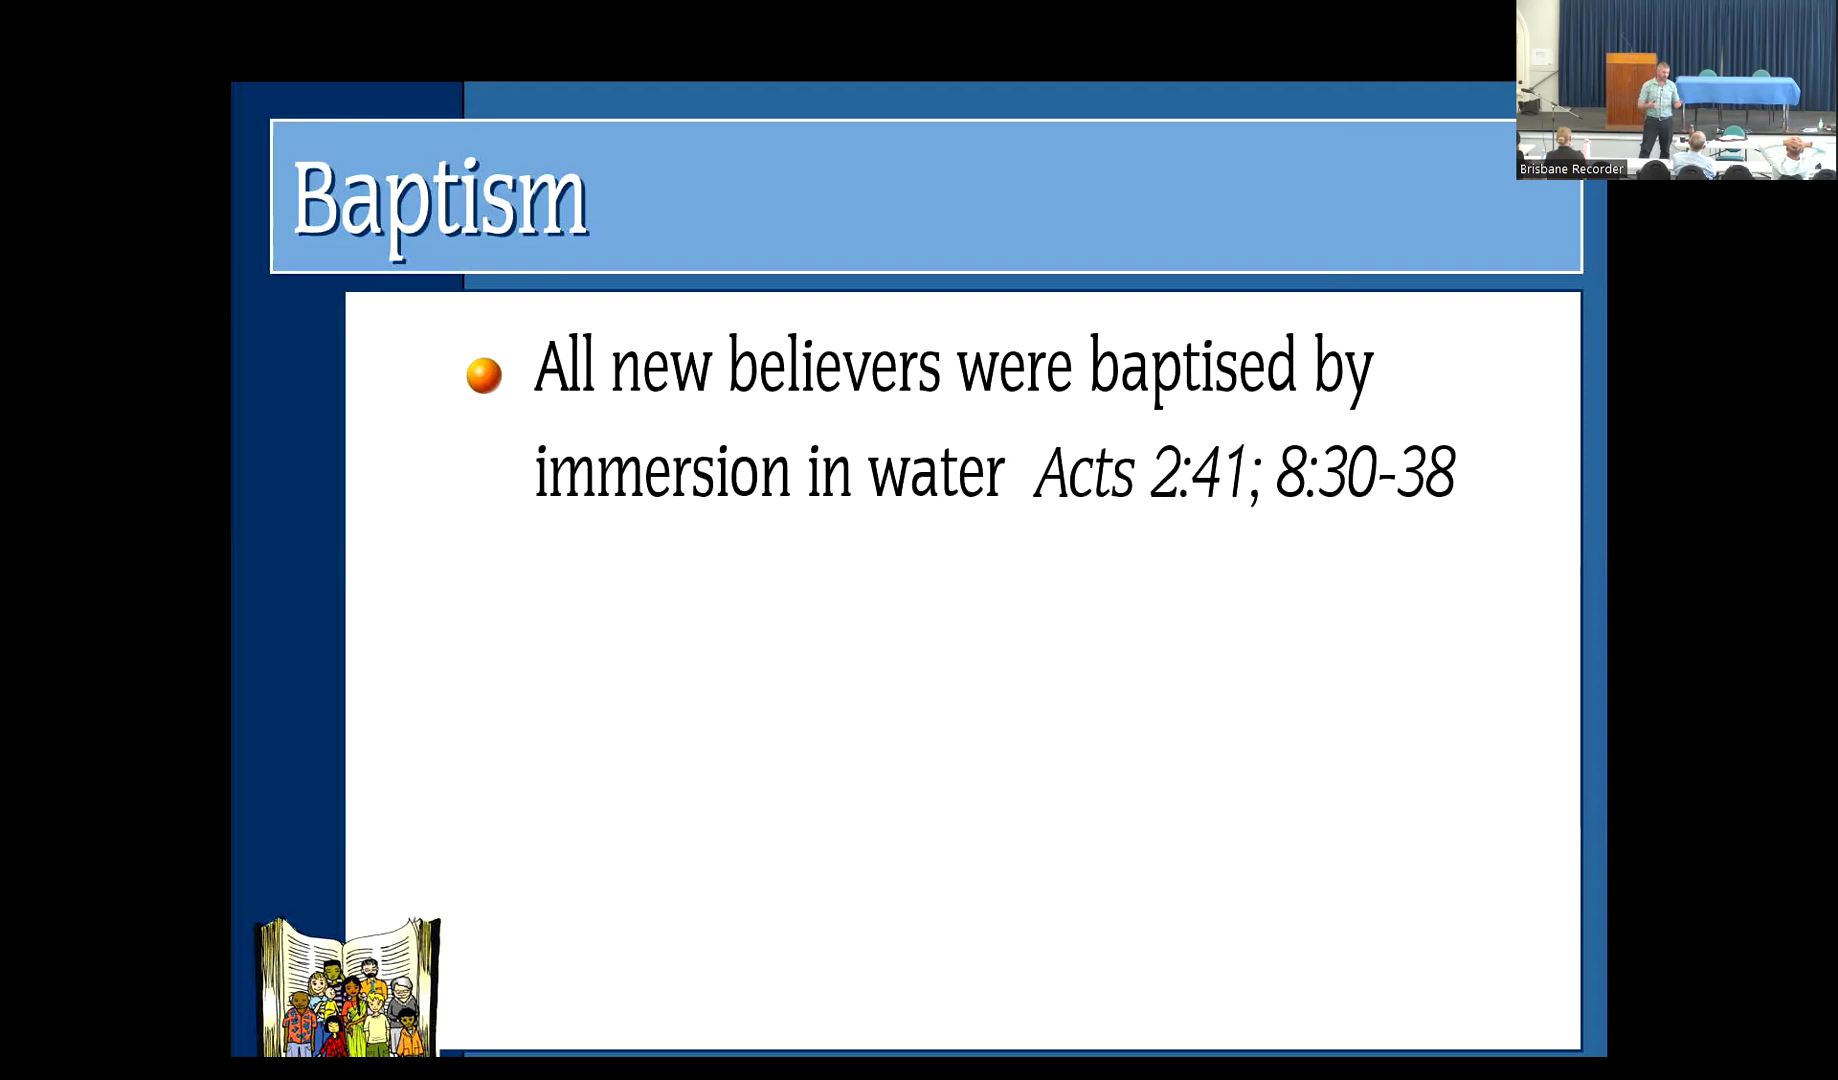 Baptism
All new believers were baptised by
immersion in water Acts 2:41; 8:30-38
Brisbane Recorder